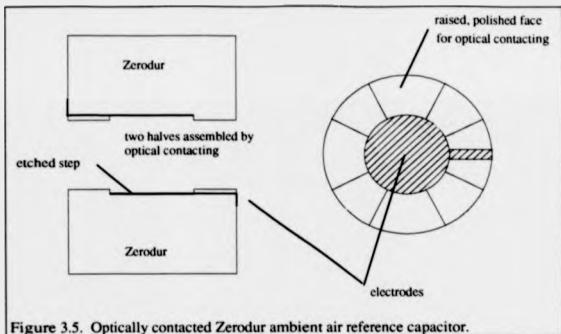 raised, polished face
for optical contacting
Zerodur
two halves assembled by
optical contacting
etched step
Zerodur
electrodes
Figure 3.5. Optically contacted Zerodur ambient air reference capacitor.